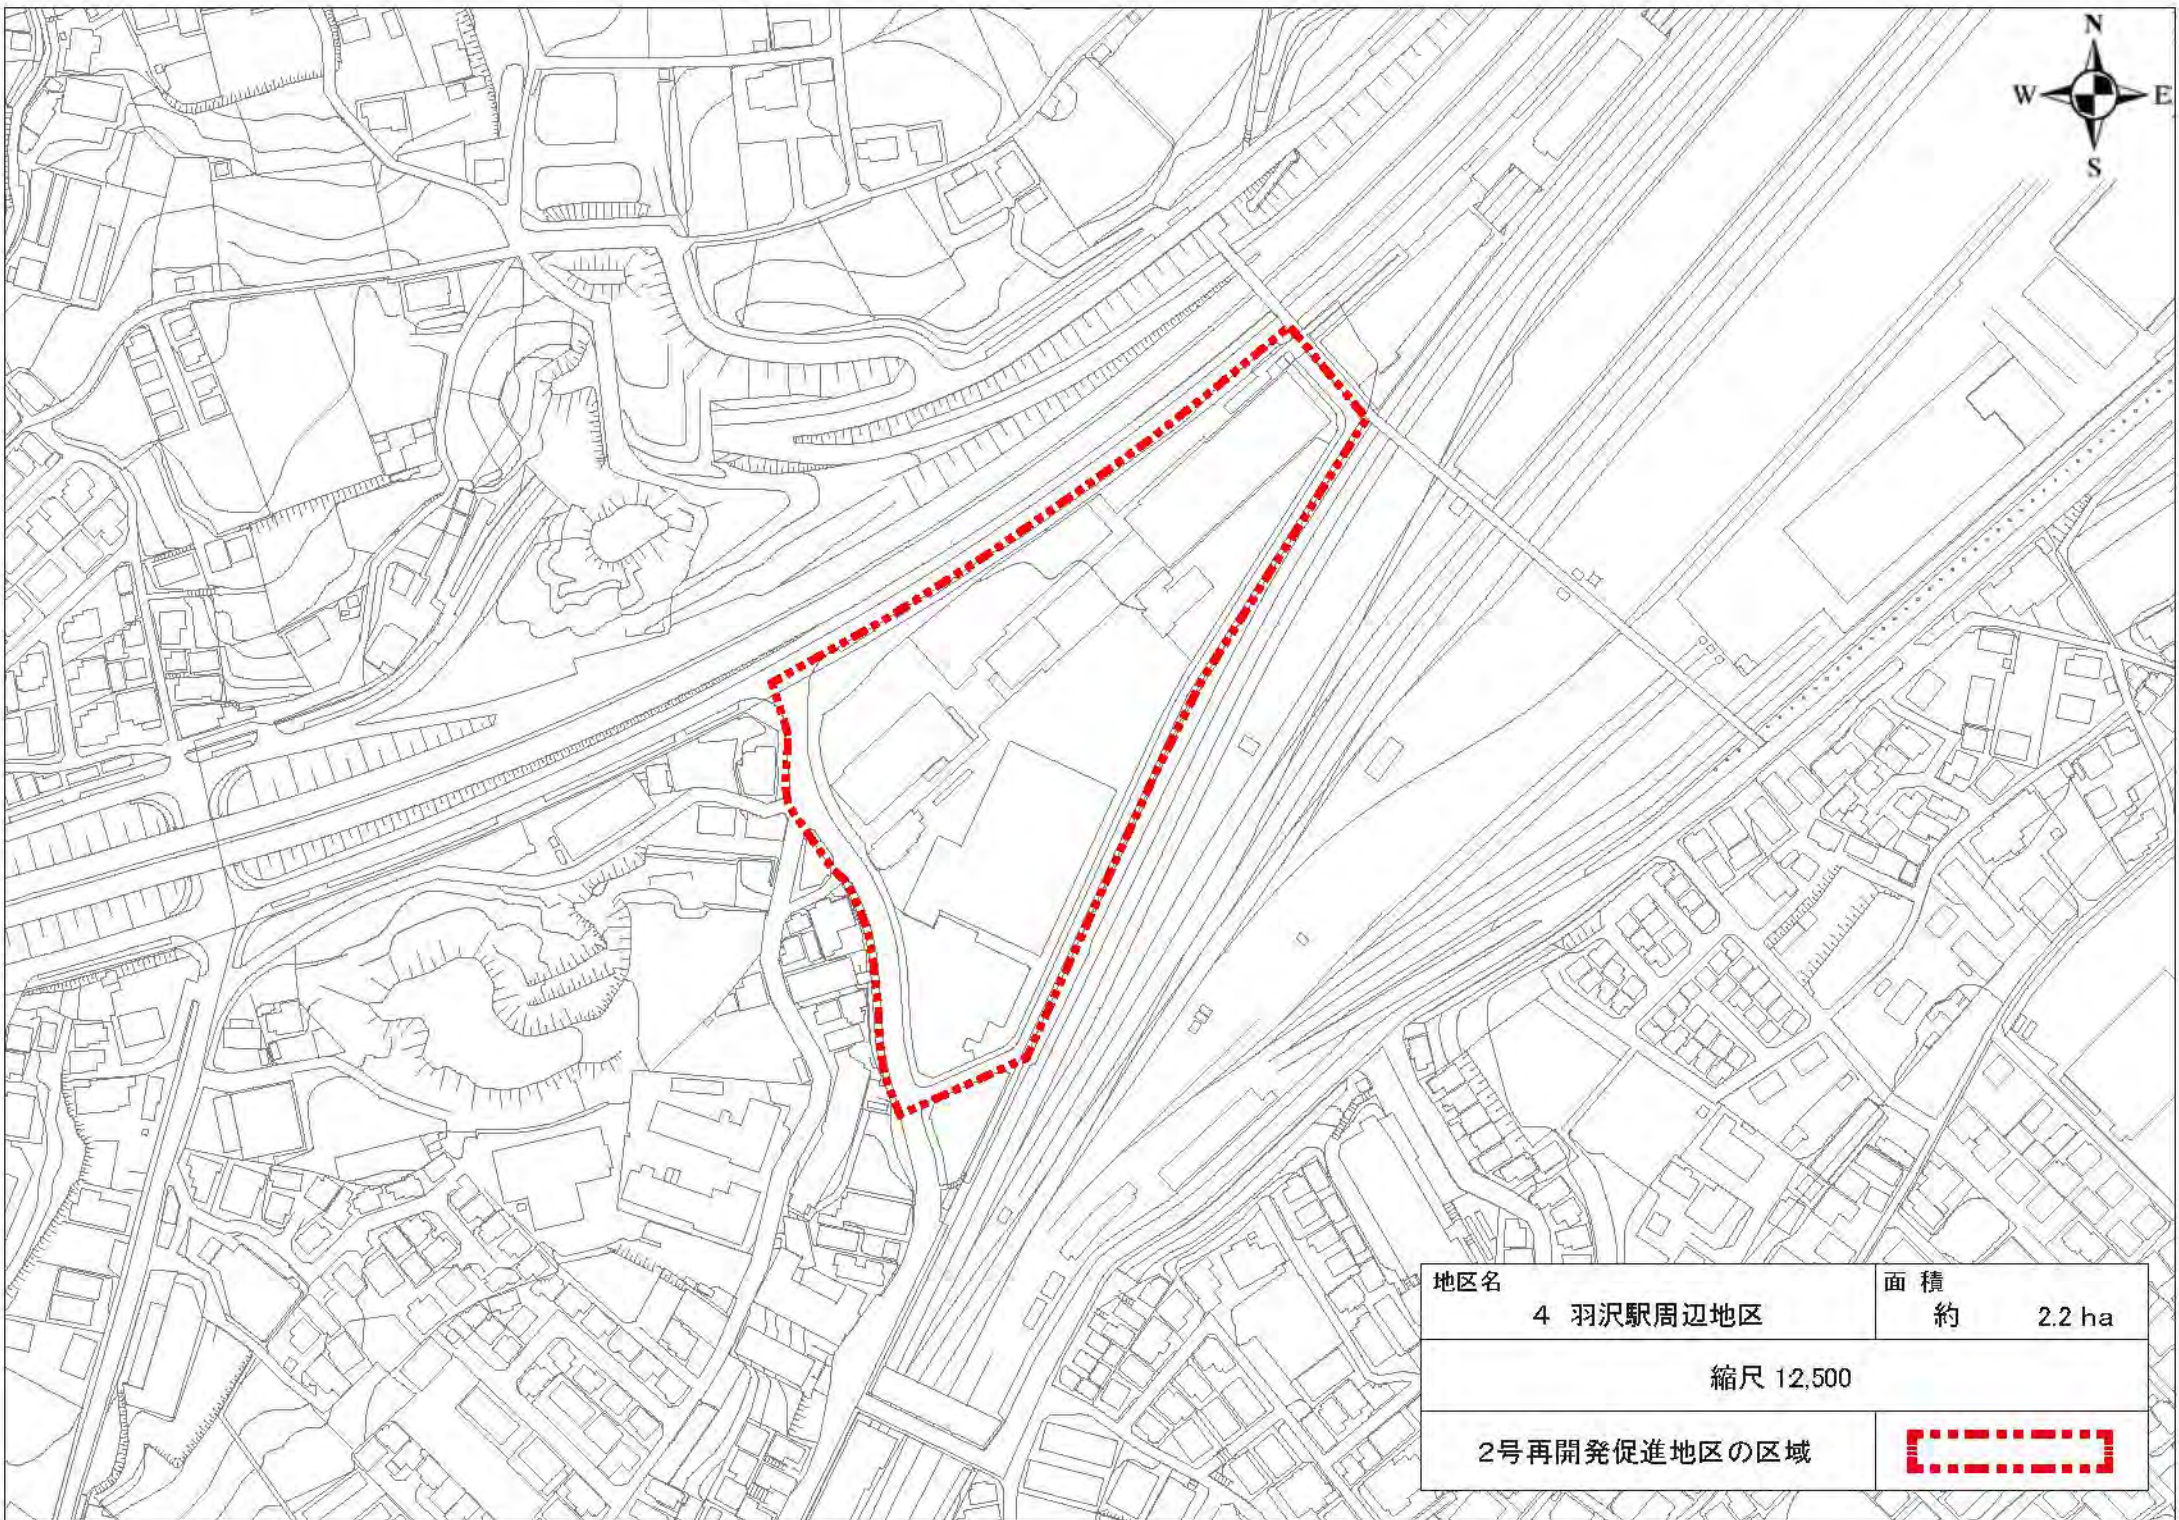 N
W E
S
地区名
4 羽沢駅周辺地区
面 積
約 2.2 ha
縮尺 12,500
2号再開発促進地区の区域